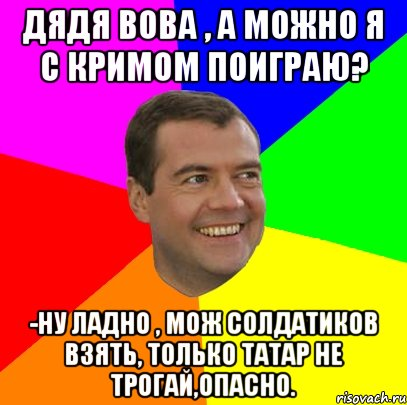 ДЯДЯ ВОВА , А МОЖНО Я
С КРИМОМ ПОИГРАЮ?
-НУ ЛАДНО , МОЖ СОЛДАТИКОВ
ВЗЯТЬ, ТОЛЬКО ТАТАР НЕ
ТРОГАЙ,ОПАСНО.
risovach.ru